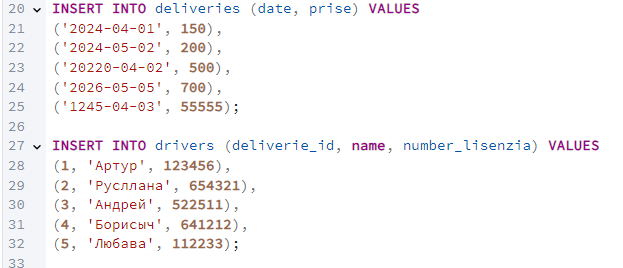 20 INSERT INTO deliveries (date, prise) VALUES
21 ('2024-04-01', 150),
22 ('2024-05-02', 200),
23 ('20220-04-02', 500),
24 ('2026-05-05', 700),
25 ('1245-04-03', 55555);
26
27 INSERT INTO drivers (deliverie_id, name, number_lisenzia) VALUES
28 (1, 'Артур', 123456),
29 (2, 'Русллана', 654321),
30 (3, 'Андрей', 522511),
31 (4, 'Борисыч', 641212),
32 (5, 'Любава', 112233);
33